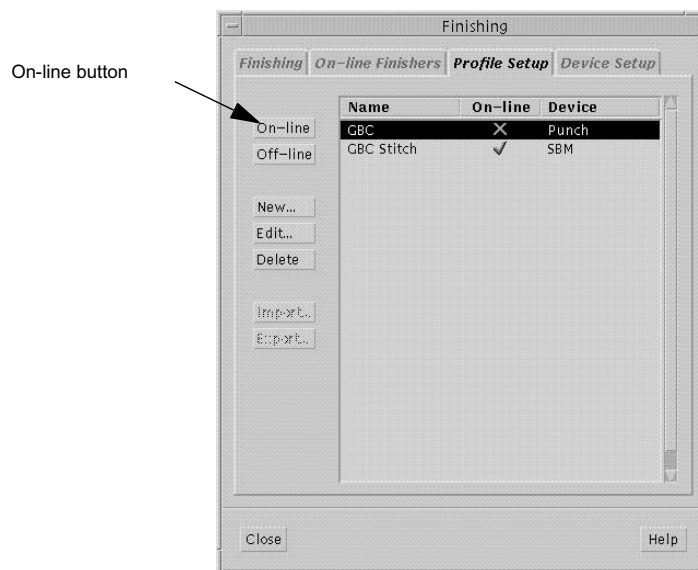 Finishing
Finishing On-line Finishers Profile Setup Device Setup
On-line button
Name On-line Device
On-line
GBC Punch
Off-line
GBC Stitch SBM
New...
Edit...
Delete
Import...
Export...
Close Help